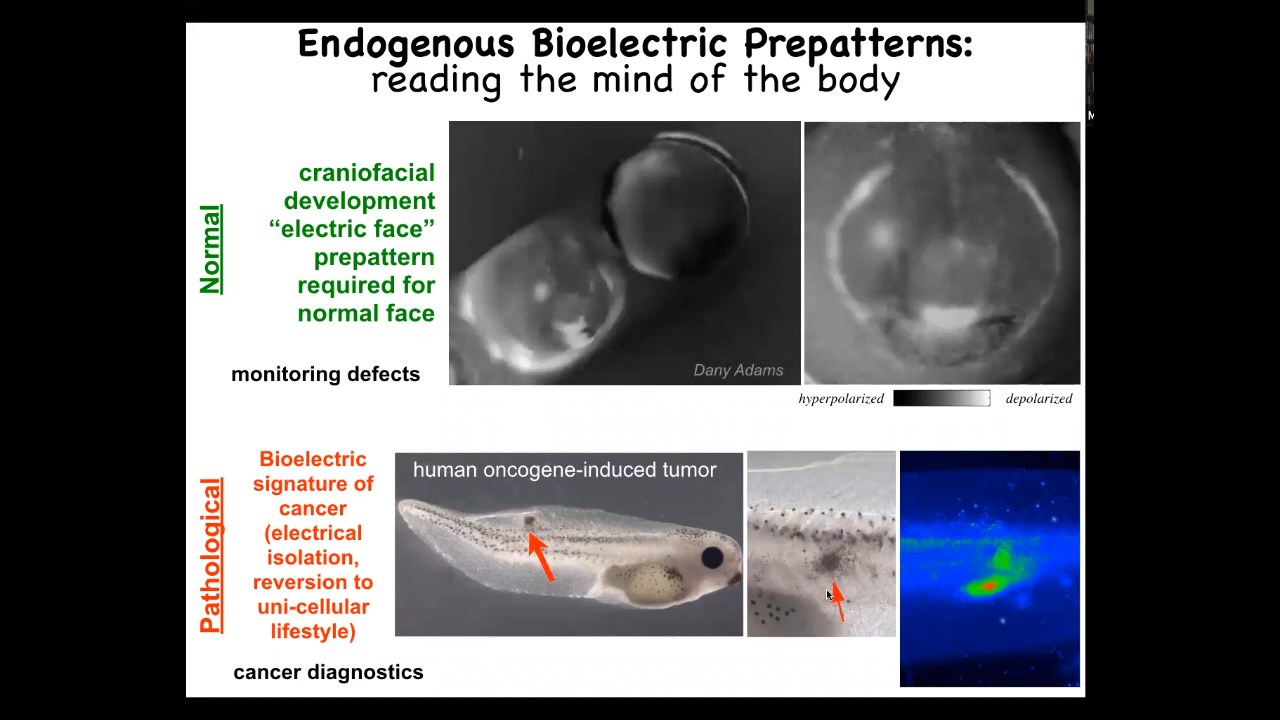 Endogenous Bioelectric Prepatterns:
reading the mind of the body
Normal
craniofacial
development
“electric face”
prepattern
required for
normal face
monitoring defects
Dany Adams
hyperpolarized
depolarized
Pathological
Bioelectric
signature of
cancer
(electrical
isolation,
reversion to
uni-cellular
lifestyle)
cancer diagnostics
human oncogene-induced tumor
M